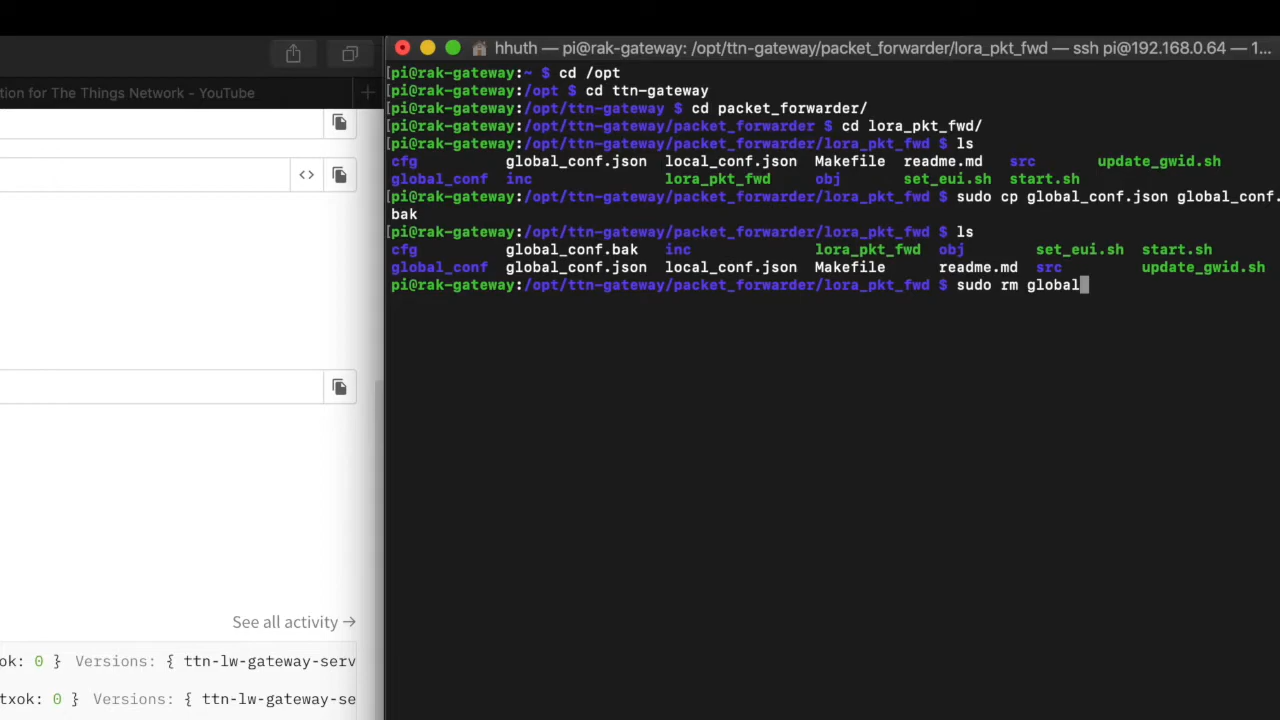 tion for The Things Network - YouTube
See all activity →
ok: 0 } Versions: { ttn-lw-gateway-serv
txok: 0 } Versions: { ttn-lw-gateway-se
hhuth — pi@rak-gateway: /opt/ttn-gateway/packet_forwarder/lora_pkt_fwd — ssh pi@192.168.0.64 — 1...
[pi@rak-gateway:~ $ cd /opt
[pi@rak-gateway:/opt $ cd ttn-gateway
[pi@rak-gateway:/opt/ttn-gateway $ cd packet_forwarder/
[pi@rak-gateway:/opt/ttn-gateway/packet_forwarder $ cd lora_pkt_fwd/
[pi@rak-gateway:/opt/ttn-gateway/packet_forwarder/lora_pkt_fwd $ ls
cfg global_conf.json local_conf.json Makefile readme.md src update_gwid.sh
global_conf inc lora_pkt_fwd obj set_eui.sh start.sh
[pi@rak-gateway:/opt/ttn-gateway/packet_forwarder/lora_pkt_fwd $ sudo cp global_conf.json global_conf.
bak
[pi@rak-gateway:/opt/ttn-gateway/packet_forwarder/lora_pkt_fwd $ ls
cfg global_conf.bak inc lora_pkt_fwd obj set_eui.sh start.sh
global_conf global_conf.json local_conf.json Makefile readme.md src update_gwid.sh
pi@rak-gateway:/opt/ttn-gateway/packet_forwarder/lora_pkt_fwd $ sudo rm global